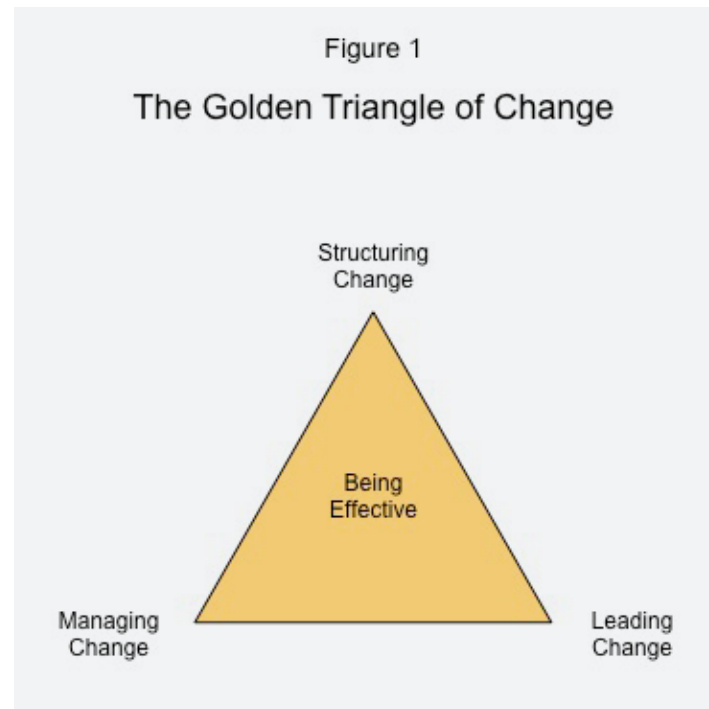 Figure 1
The Golden Triangle of Change
Structuring
Change
Being
Effective
Managing
Change
Leading
Change